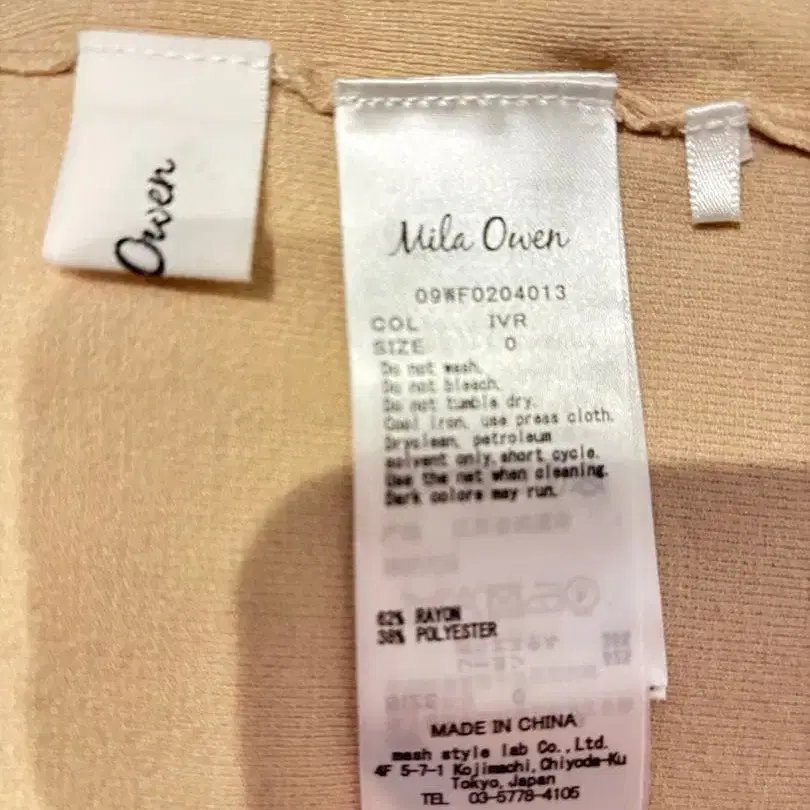 Owen
Mila Owen
09WF0204013
COL IVR
SIZE 0
Do not wash.
Do not bleach.
Do not tumble dry.
Cool iron, use press cloth.
Dryclean, petroleum
solvent only, short cycle.
Use the net when cleaning.
Dark colors may run.
62% RAYON
38% POLYESTER
MADE IN CHINA
mash style lab Co.,Ltd.
4F 5-7-1 Kojimachi,Chiyoda-Ku
Tokyo,Japan
TEL 03-5778-4105